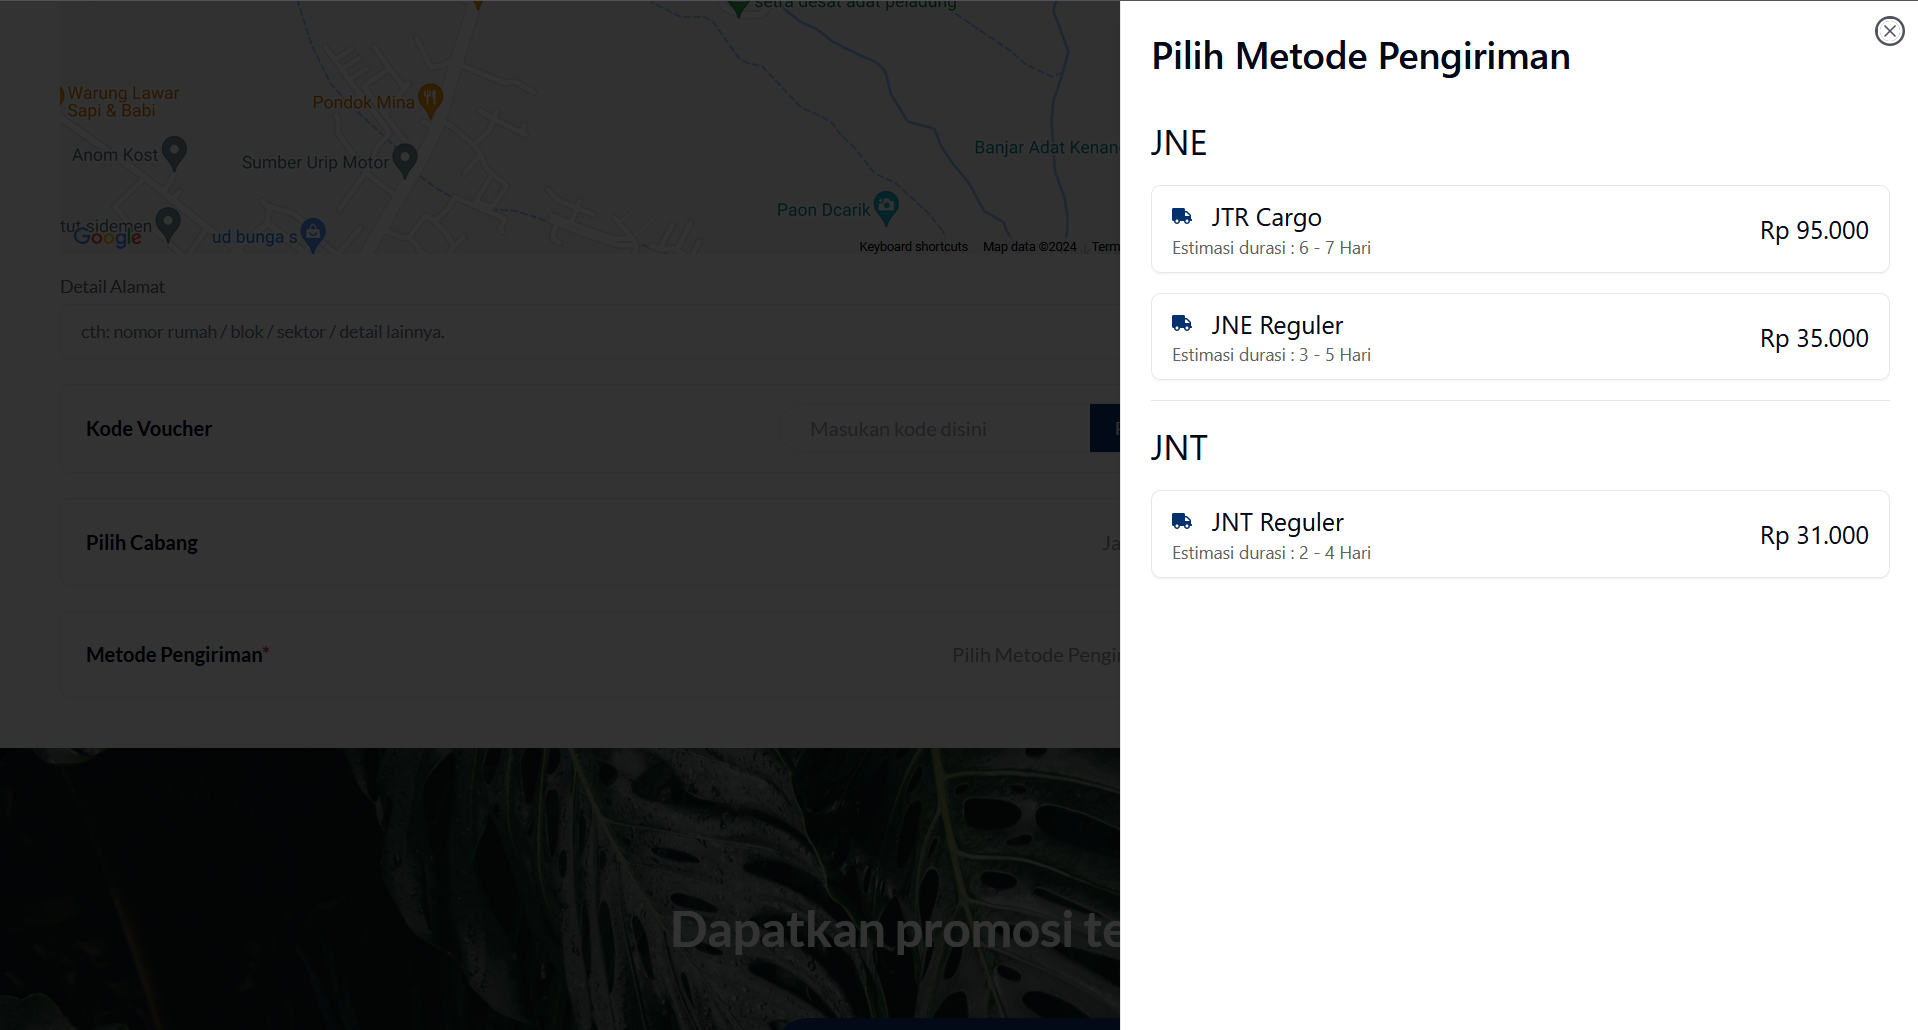 setra desat adat peladung
Warung Lawar
Sapi & Babi
Pondok Mina
Anom Kost
Sumber Urip Motor
Banjar Adat Kenan
Paon Dcarik
tut sidemen
Google
ud bunga s
Keyboard shortcuts
Map data ©2024
Term
Detail Alamat
cth: nomor rumah / blok / sektor / detail lainnya.
Kode Voucher
Masukan kode disini
Pilih Cabang
Ja
Metode Pengiriman*
Pilih Metode Pengir
Dapatkan promosi te
Pilih Metode Pengiriman
JNE
JTR Cargo
Estimasi durasi : 6 - 7 Hari
Rp 95.000
JNE Reguler
Estimasi durasi : 3 - 5 Hari
Rp 35.000
JNT
JNT Reguler
Estimasi durasi : 2 - 4 Hari
Rp 31.000